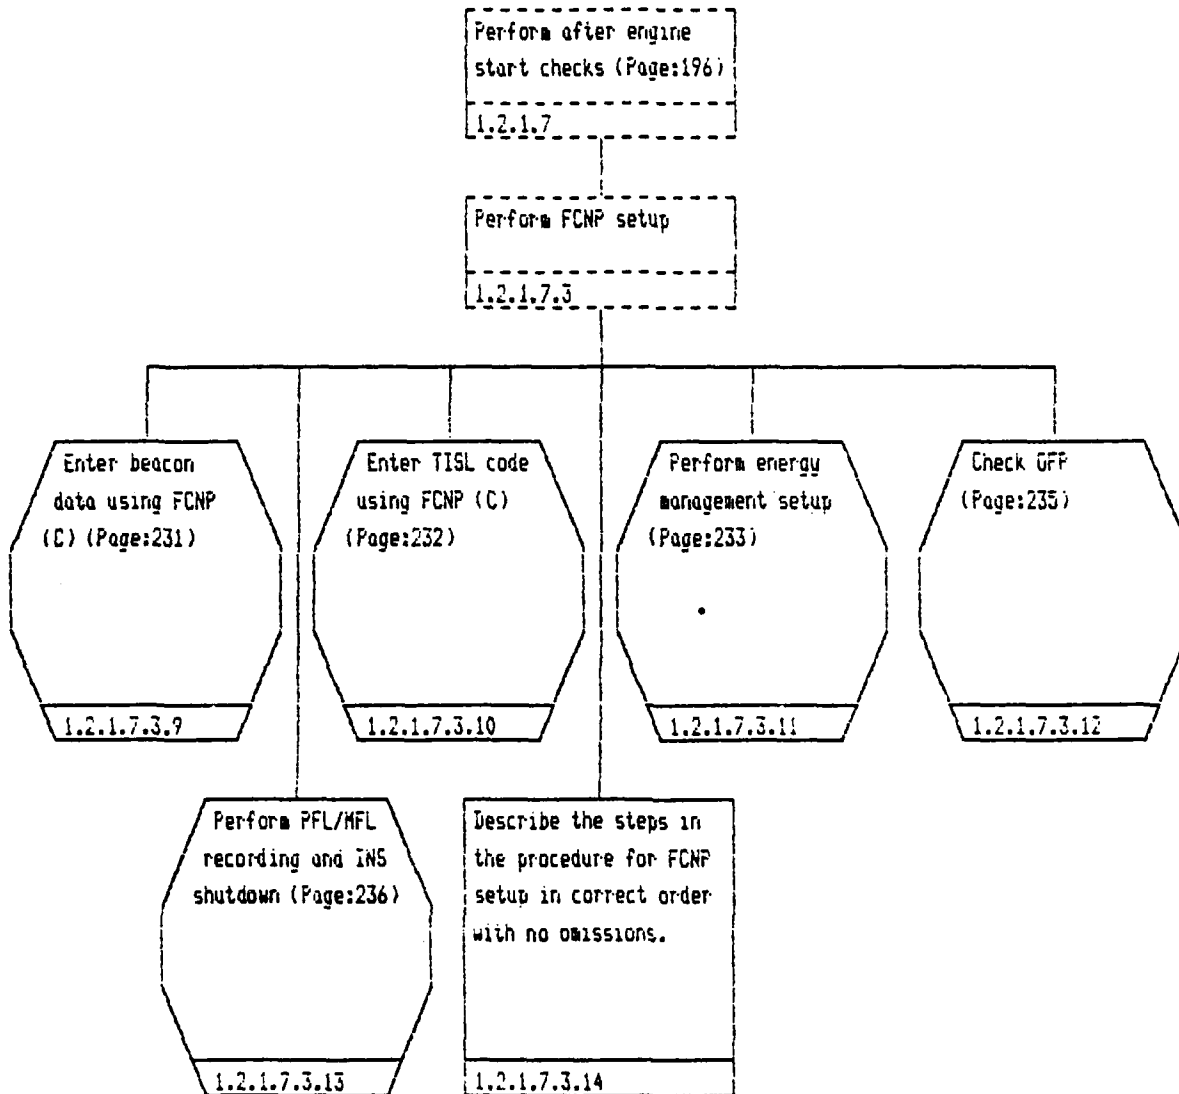 Perform after engine
start checks (Page:196)
1.2.1.7
Perform FCNP setup
1.2.1.7.3
Enter beacon
data using FCNP
(C) (Page:231)
1.2.1.7.3.9
Enter TISL code
using FCNP (C)
(Page:232)
1.2.1.7.3.10
Perform energy
management setup
(Page:233)
1.2.1.7.3.11
Check OFP
(Page:235)
1.2.1.7.3.12
Perform PFL/MFL
recording and INS
shutdown (Page:236)
1.2.1.7.3.13
Describe the steps in
the procedure for FCNP
setup in correct order
with no omissions.
1.2.1.7.3.14